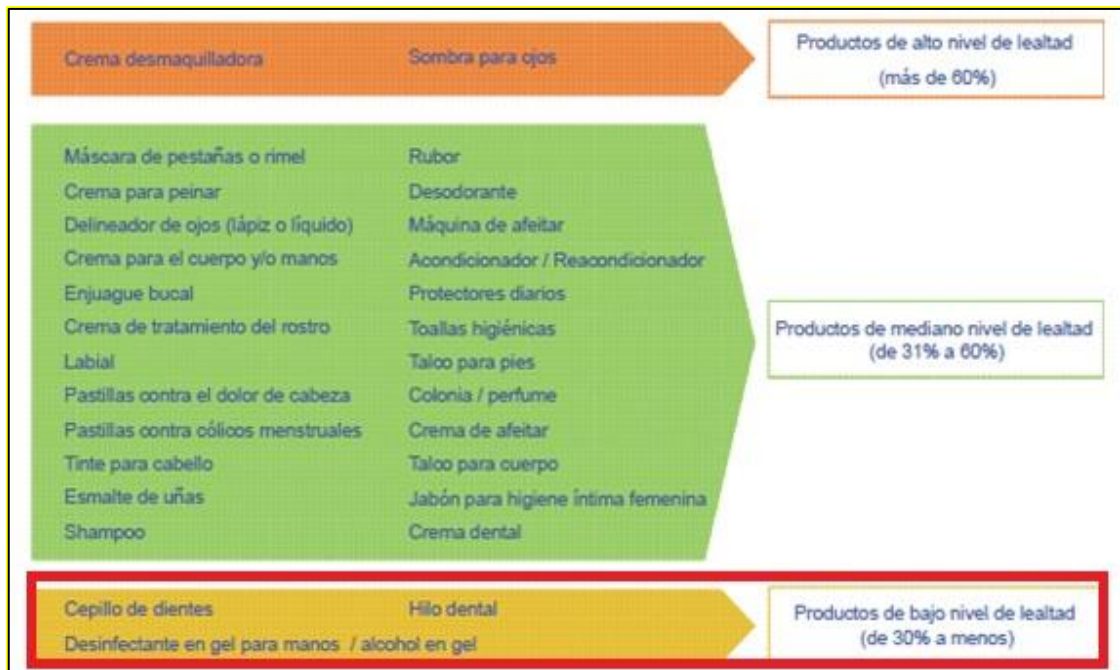 Crema desmaquilladora Sombra para ojos
Productos de alto nivel de lealtad
(más de 60%)
Máscara de pestañas o rimel Rubor
Crema para peinar Desodorante
Delineador de ojos (lápiz o líquido) Máquina de afeitar
Crema para el cuerpo y/o manos Acondicionador / Reacondicionador
Enjuague bucal Protectores diarios
Crema de tratamiento del rostro Toallas higiénicas
Labial Talco para pies
Pastillas contra el dolor de cabeza Colonia / perfume
Pastillas contra cólicos menstruales Crema de afeitar
Tinte para cabello Talco para cuerpo
Esmalte de uñas Jabón para higiene íntima femenina
Shampoo Crema dental
Productos de mediano nivel de lealtad
(de 31% a 60%)
Cepillo de dientes Hilo dental
Desinfectante en gel para manos / alcohol en gel
Productos de bajo nivel de lealtad
(de 30% a menos)